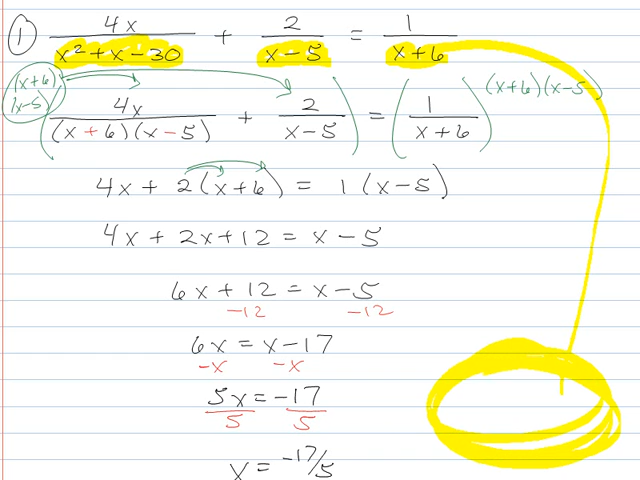 ① 4x/(x² + x - 30) + 2/(x - 5) = 1/(x + 6)
(x+6)(x-5) (4x/((x + 6)(x - 5)) + 2/(x - 5)) = (1/(x + 6)) (x+6)(x-5)
4x + 2(x + 6) = 1(x - 5)
4x + 2x + 12 = x - 5
6x + 12 = x - 5
-12 -12
6x = x - 17
-x -x
5x = -17
5 5
x = -17/5